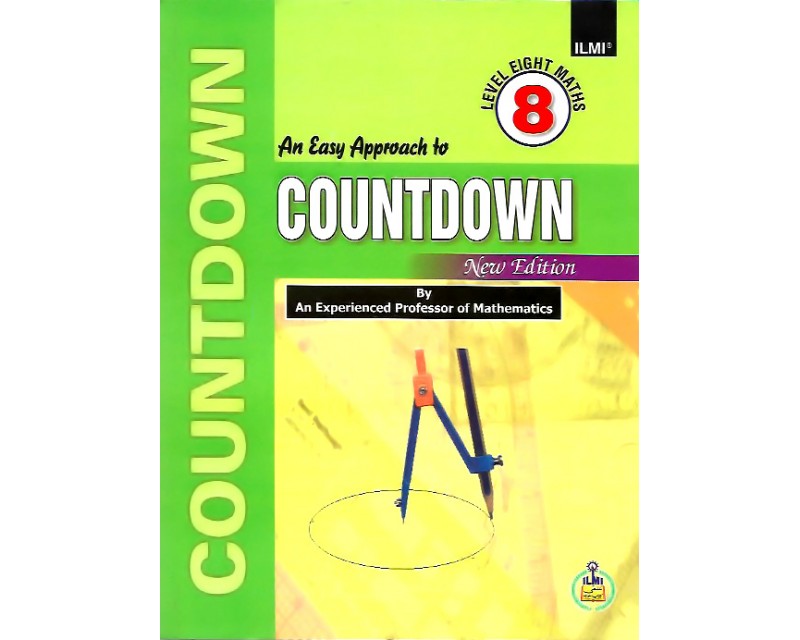 ILMI®
LEVEL EIGHT MATHS
8
An Easy Approach to
COUNTDOWN
New Edition
By
An Experienced Professor of Mathematics
COUNTDOWN
ILMI